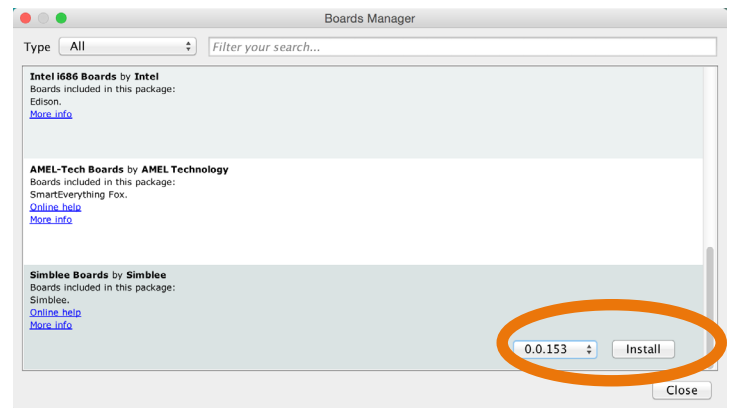 Boards Manager
Type All Filter your search...
Intel i686 Boards by Intel
Boards included in this package:
Edison.
More info
AMEL-Tech Boards by AMEL Technology
Boards included in this package:
SmartEverything Fox.
Online help
More info
Simblee Boards by Simblee
Boards included in this package:
Simblee.
Online help
More info
0.0.153 Install
Close